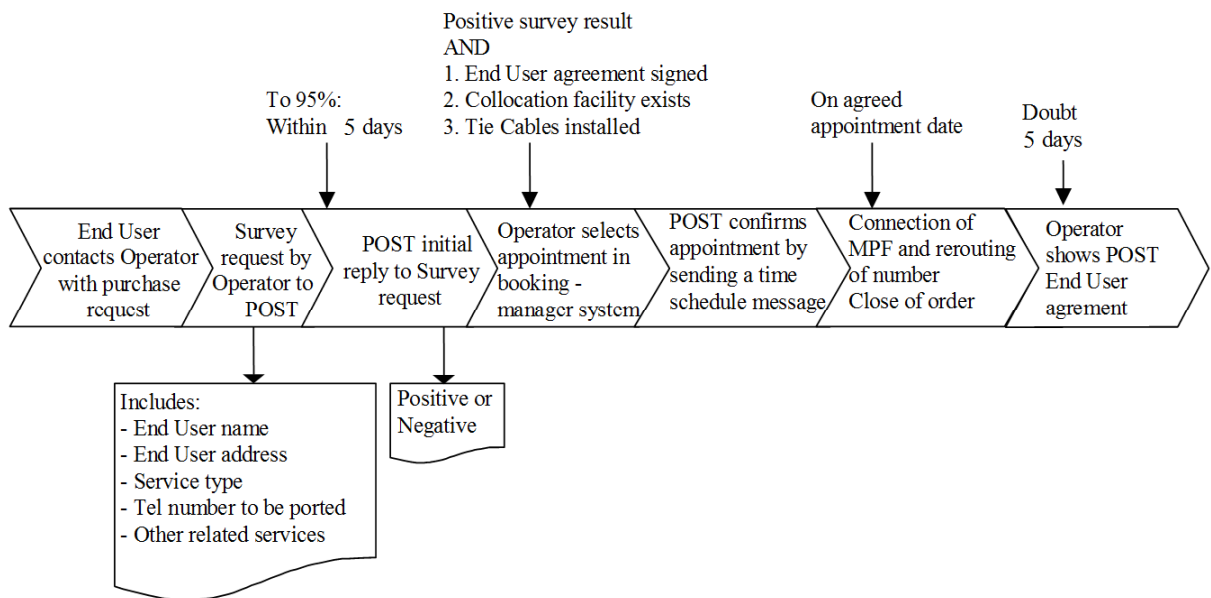 Positive survey result
AND
1. End User agreement signed
2. Collocation facility exists
3. Tie Cables installed
To 95%:
Within 5 days
On agreed
appointment date
Doubt
5 days
End User
contacts Operator
with purchase
request
Survey
request by
Operator to
POST
POST initial
reply to Survey
request
Operator selects
appointment in
booking -
manager system
POST confirms
appointment by
sending a time
schedule message
Connection of
MPF and rerouting
of number
Close of order
Operator
shows POST
End User
agrement
Includes:
- End User name
- End User address
- Service type
- Tel number to be ported
- Other related services
Positive or
Negative